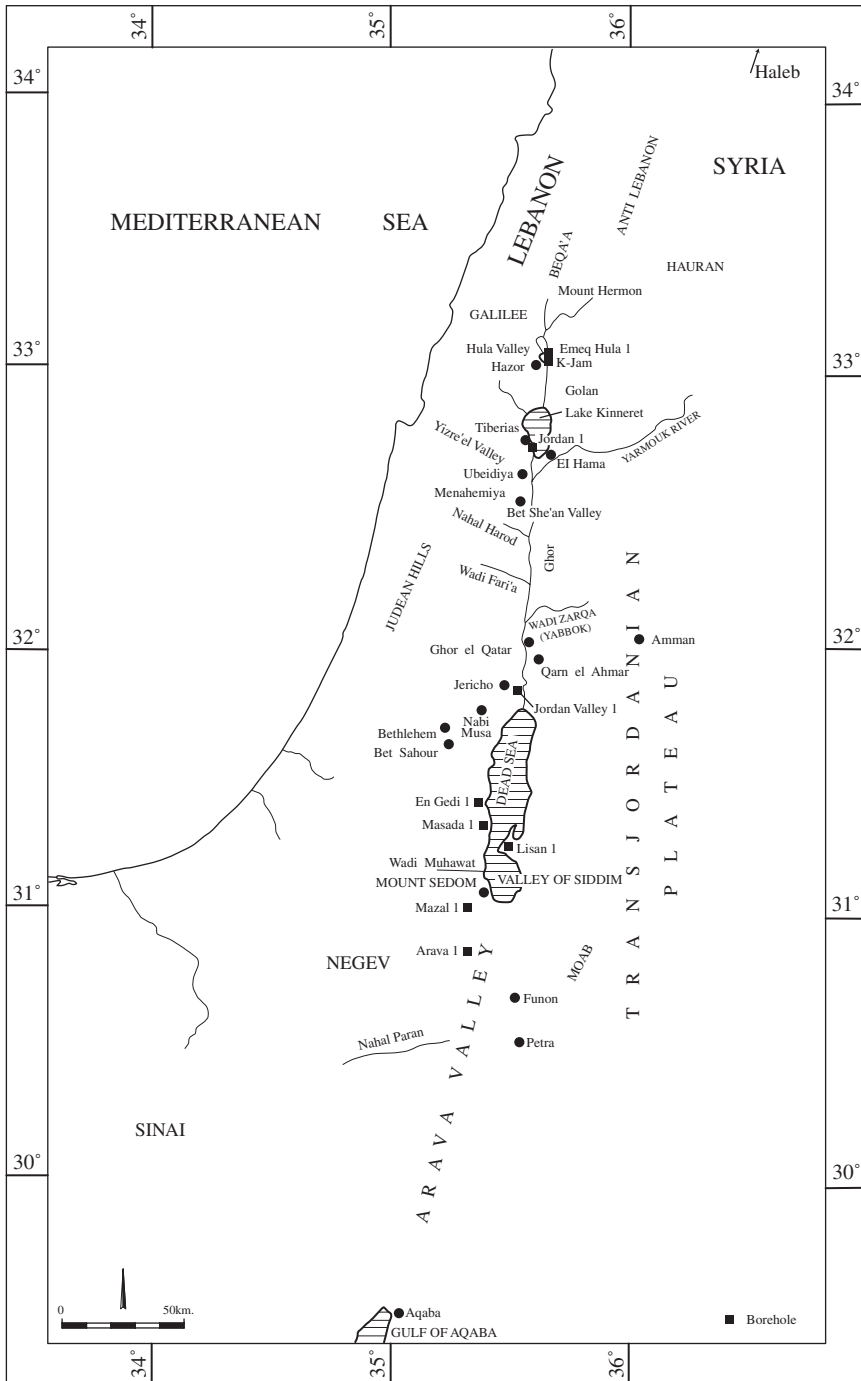 34°
35°
36°
34°
34°
Haleb
SYRIA
ANTI LEBANON
LEBANON
MEDITERRANEAN SEA
BEQA'A
HAURAN
Mount Hermon
GALILEE
33°
33°
Hula Valley
Emeq Hula 1
Hazor
K-Jam
Golan
Lake Kinneret
Tiberias
Jordan 1
Yizre'el Valley
YARMOUK RIVER
El Hama
Ubeidiya
Menahemiya
Bet She'an Valley
Nahal Harod
Ghor
Wadi Fari'a
JUDEAN HILLS
WADI ZARQA
(YABBOK)
32°
32°
Ghor el Qatar
Amman
Qarn el Ahmar
Jericho
Jordan Valley 1
Nabi
Musa
Bethlehem
Bet Sahour
DEAD SEA
TRANSJORDANIAN
PLATEAU
En Gedi 1
Masada 1
Lisan 1
Wadi Muhawat
MOUNT SEDOM
VALLEY OF SIDDIM
31°
31°
Mazal 1
Arava 1
NEGEV
MOAB
ARAVA VALLEY
Funon
Nahal Paran
Petra
SINAI
30°
30°
0 50km.
Aqaba
GULF OF AQABA
Borehole
34°
35°
36°